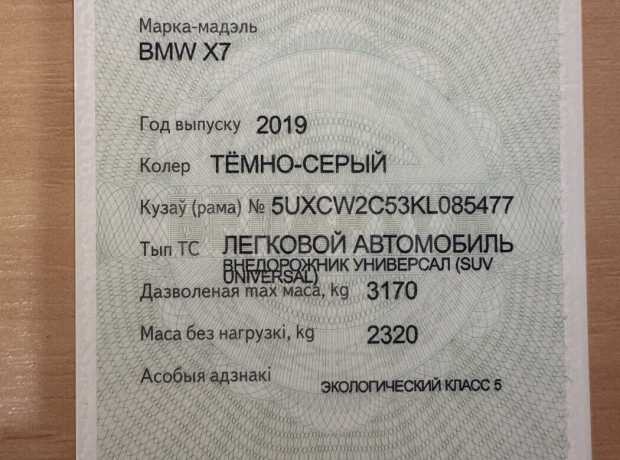 Марка-мадэль
BMW X7
Год выпуску 2019
Колер ТЁМНО-СЕРЫЙ
Кузаў (рама) № 5UXCW2C53KL085477
Тып ТС ЛЕГКОВОЙ АВТОМОБИЛЬ
ВНЕДОРОЖНИК УНИВЕРСАЛ (SUV
UNIVERSAL)
Дазволеная max маса, kg 3170
Маса без нагрузкі, kg 2320
Асобыя адзнакі ЭКОЛОГИЧЕСКИЙ КЛАСС 5